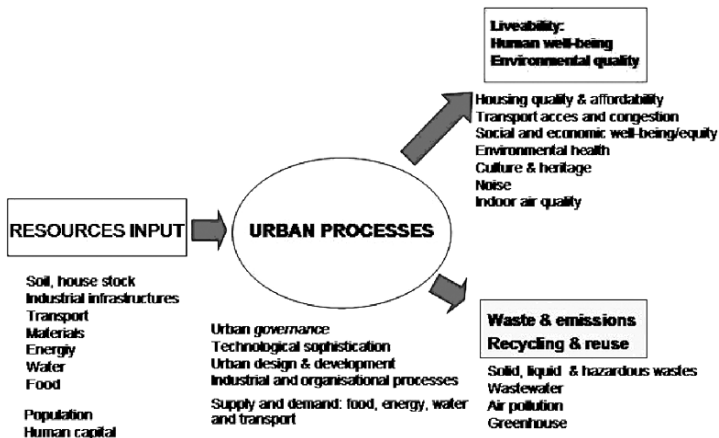 Liveability:
Human well-being
Environmental quality
Housing quality & affordability
Transport acces and congestion
Social and economic well-being/equity
Environmental health
Culture & heritage
Noise
Indoor air quality
RESOURCES INPUT
URBAN PROCESSES
Soil, house stock
Industrial infrastructures
Transport
Materials
Energiy
Water
Food
Population
Human capital
Urban governance
Technological sophistication
Urban design & development
Industrial and organisational processes
Supply and demand: food, energy, water
and transport
Waste & emissions
Recycling & reuse
Solid, liquid & hazardous wastes
Wastewater
Air pollution
Greenhouse